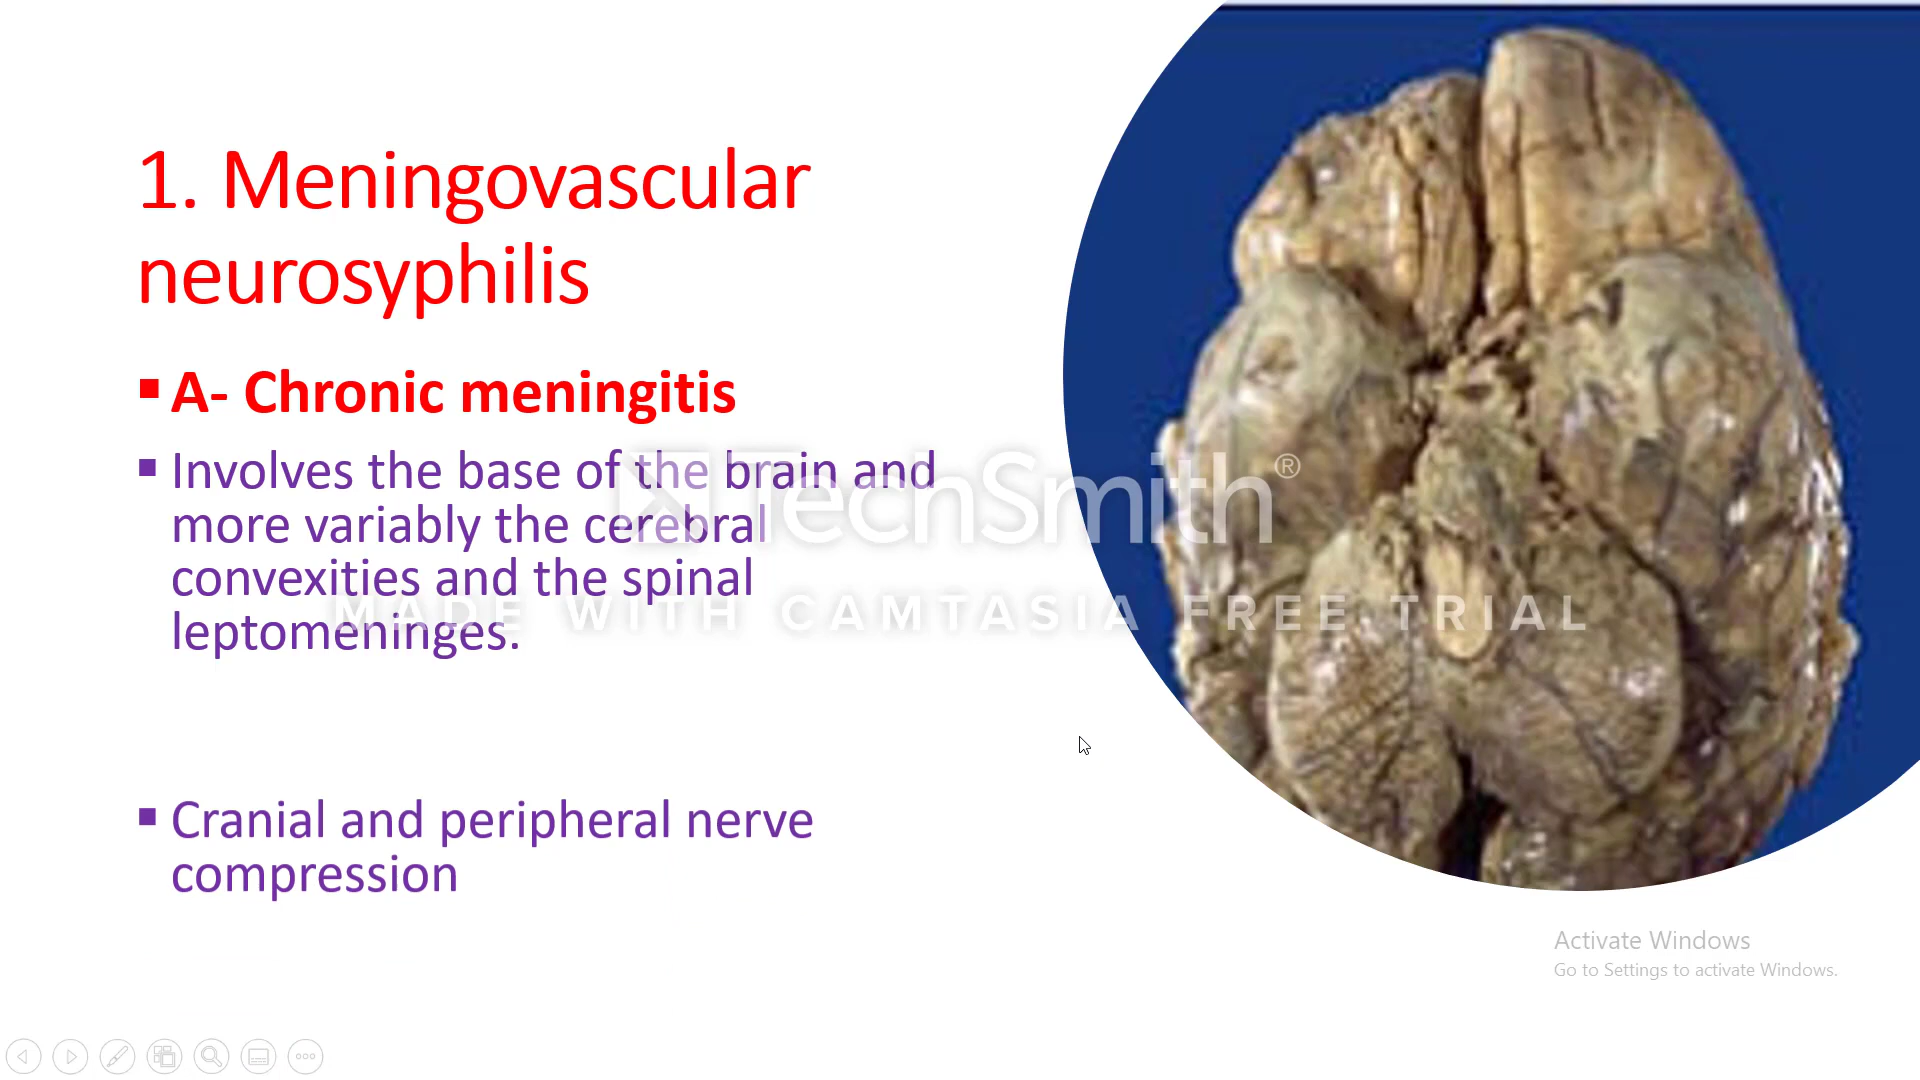 1. Meningovascular
neurosyphilis
▪ A- Chronic meningitis
▪ Involves the base of the brain and
more variably the cerebral
convexities and the spinal
leptomeninges.
▪ Cranial and peripheral nerve
compression
TechSmith®
MADE WITH CAMTASIA FREE TRIAL
Activate Windows
Go to Settings to activate Windows.